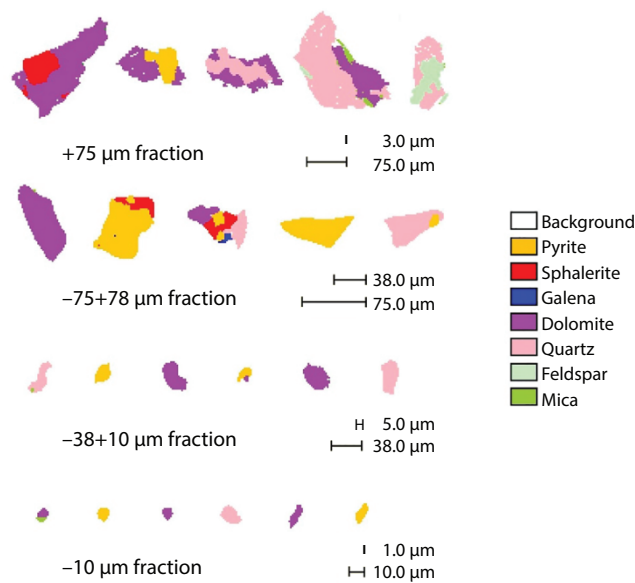 +75 μm fraction
3.0 μm
75.0 μm
–75+78 μm fraction
38.0 μm
75.0 μm
–38+10 μm fraction
5.0 μm
38.0 μm
–10 μm fraction
1.0 μm
10.0 μm
Background
Pyrite
Sphalerite
Galena
Dolomite
Quartz
Feldspar
Mica